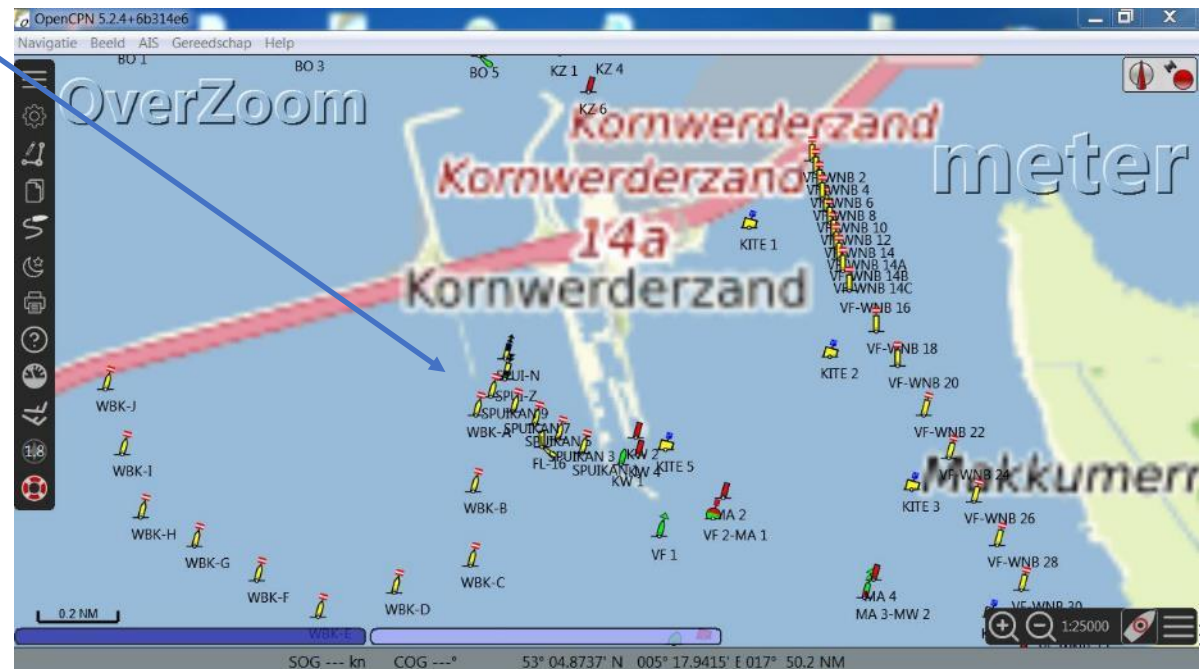 OpenCPN 5.2.4+6b314e6
Navigatie Beeld AIS Gereedschap Help
BO 1
BO 3
BO 5
KZ 1
KZ 4
KZ 6
OverZoom
meter
Kornwerderzand
Kornwerderzand
14a
Kornwerderzand
VF-WNB 2
VF-WNB 4
VF-WNB 6
VF-WNB 8
VF-WNB 10
VF-WNB 12
VF-WNB 14
VF-WNB 14A
VF-WNB 14B
VF-WNB 14C
VF-WNB 16
VF-WNB 18
VF-WNB 20
VF-WNB 22
VF-WNB 24
VF-WNB 26
VF-WNB 28
VF-WNB 30
KITE 1
KITE 2
KITE 3
KITE 5
Makkumer
SPUI-N
SPUI-Z
SPUIKAN 9
SPUIKAN 7
SPUIKAN 5
SPUIKAN 3
SPUIKAN
FL-16
KW 2
KW 4
KW 1
WBK-J
WBK-I
WBK-H
WBK-G
WBK-F
WBK-E
WBK-D
WBK-C
WBK-B
WBK-A
VF 1
MA 2
VF 2-MA 1
MA 4
MA 3-MW 2
1.8
0.2 NM
1:25000
SOG --- kn COG ---° 53° 04.8737' N 005° 17.9415' E 017° 50.2 NM